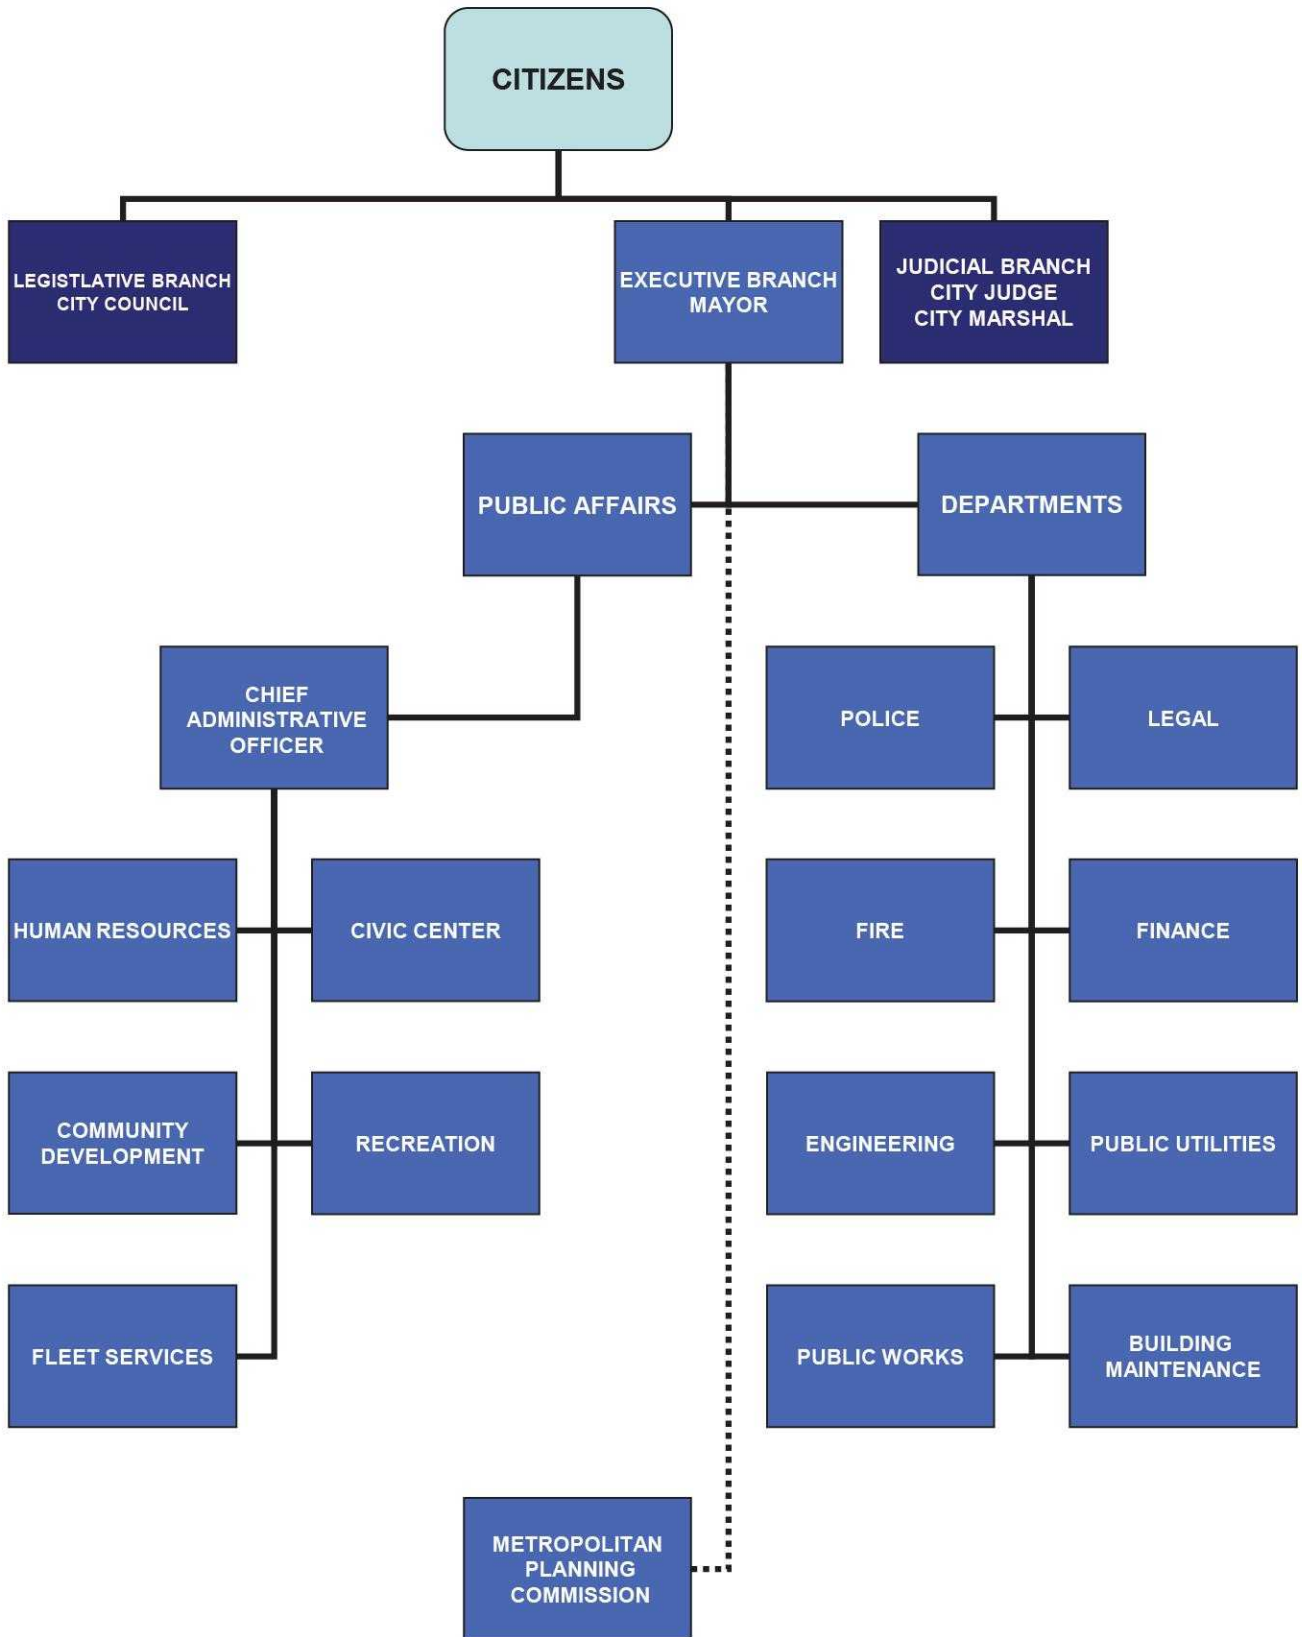 CITIZENS
LEGISTLATIVE BRANCH
CITY COUNCIL
EXECUTIVE BRANCH
MAYOR
JUDICIAL BRANCH
CITY JUDGE
CITY MARSHAL
PUBLIC AFFAIRS
DEPARTMENTS
CHIEF
ADMINISTRATIVE
OFFICER
POLICE
LEGAL
HUMAN RESOURCES
CIVIC CENTER
FIRE
FINANCE
COMMUNITY
DEVELOPMENT
RECREATION
ENGINEERING
PUBLIC UTILITIES
FLEET SERVICES
PUBLIC WORKS
BUILDING
MAINTENANCE
METROPOLITAN
PLANNING
COMMISSION